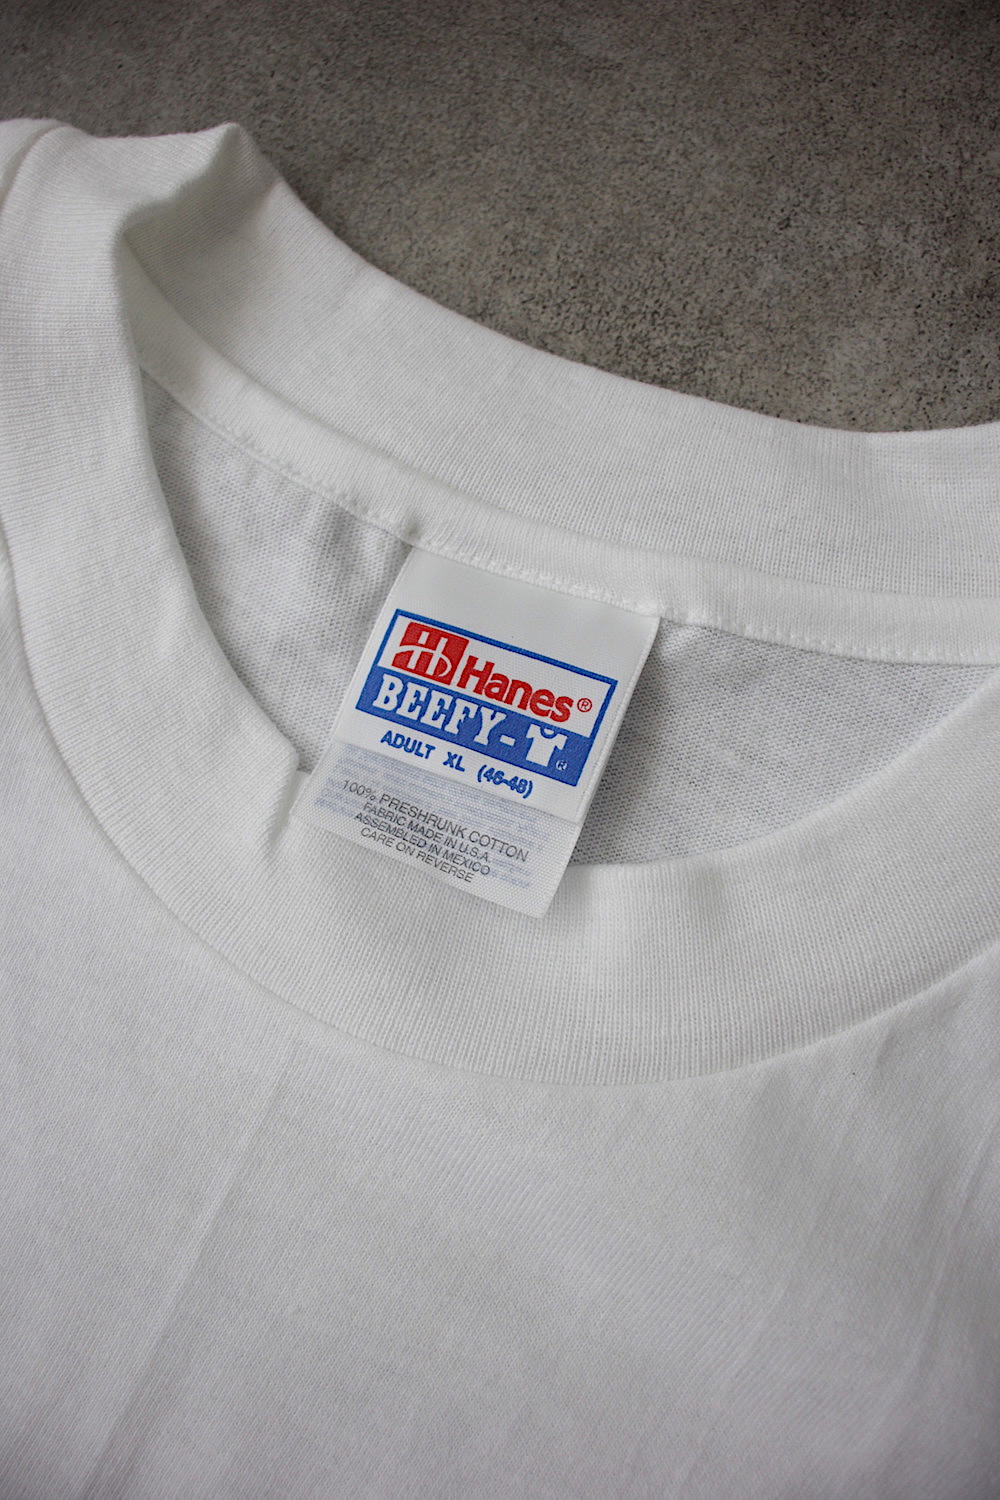 Hanes®
BEEFY-T®
ADULT XL (46-48)
100% PRESHRUNK COTTON
FABRIC MADE IN U.S.A.
ASSEMBLED IN MEXICO
CARE ON REVERSE